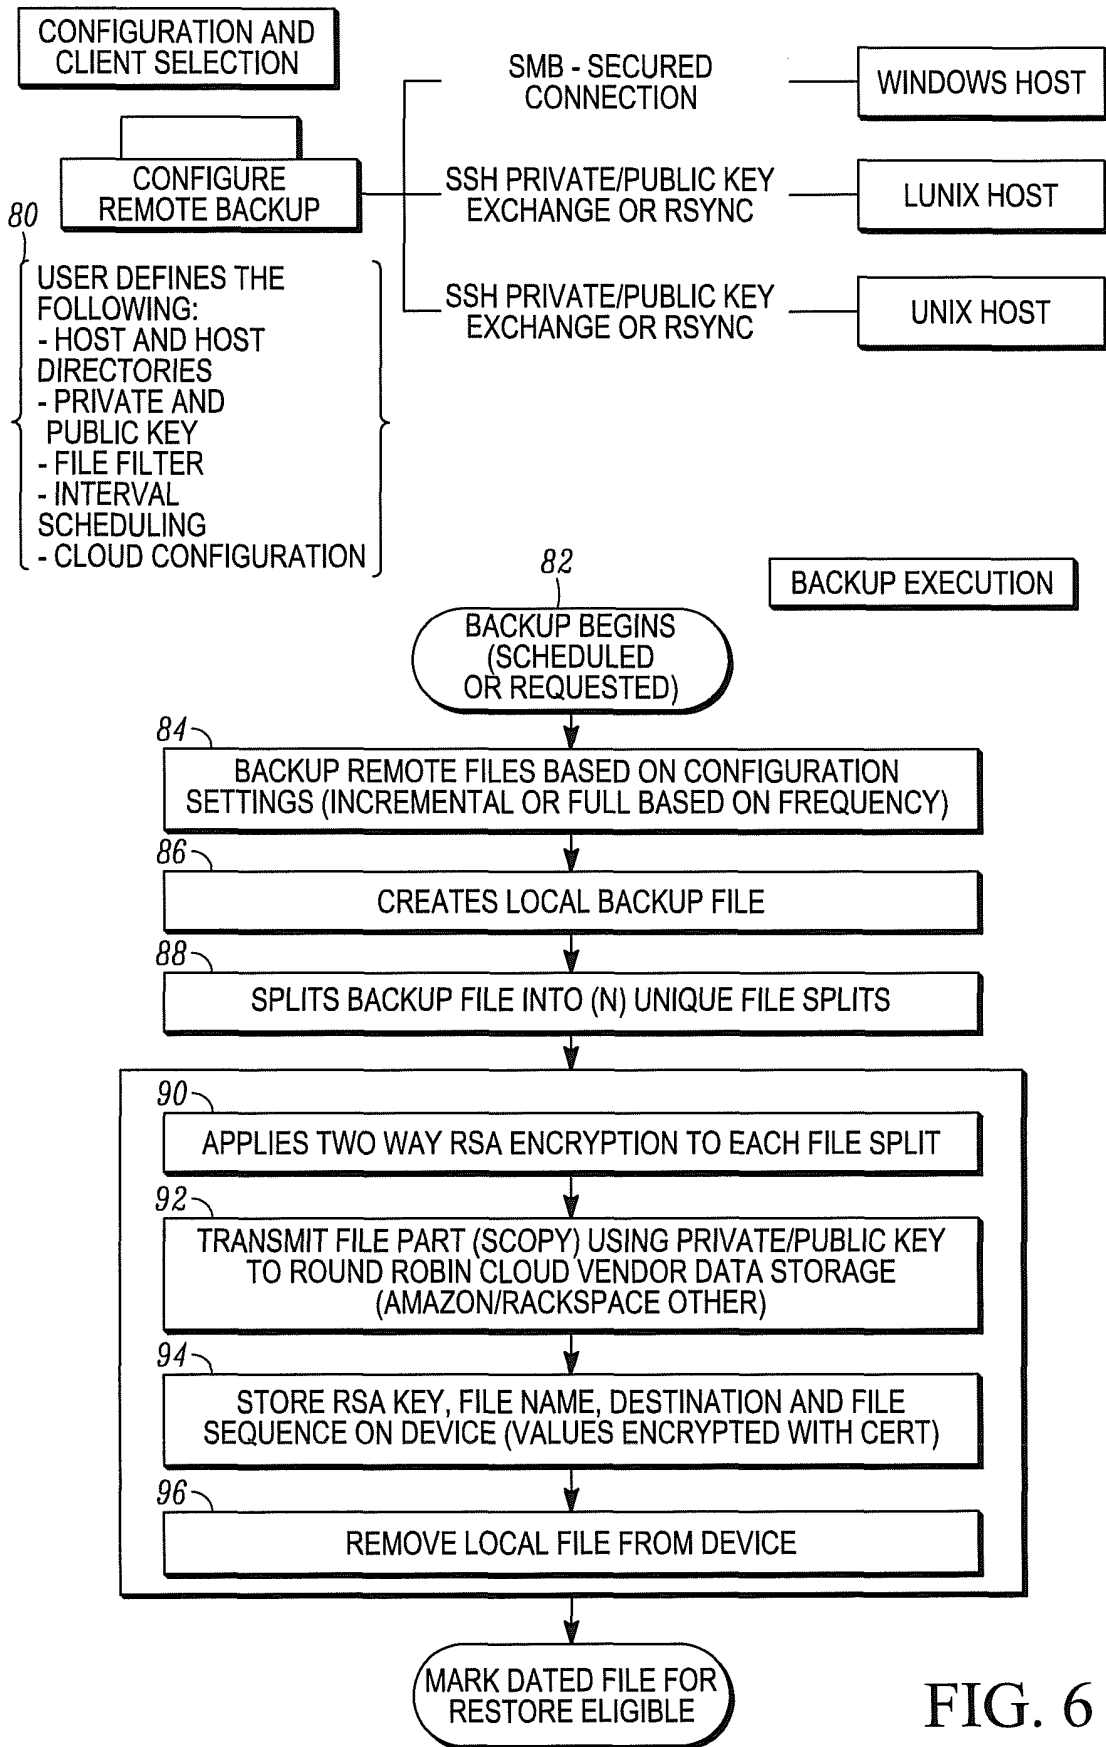 CONFIGURATION AND
CLIENT SELECTION
SMB - SECURED
CONNECTION
WINDOWS HOST
CONFIGURE
REMOTE BACKUP
SSH PRIVATE/PUBLIC KEY
EXCHANGE OR RSYNC
LUNIX HOST
SSH PRIVATE/PUBLIC KEY
EXCHANGE OR RSYNC
UNIX HOST
80
USER DEFINES THE
FOLLOWING:
- HOST AND HOST
DIRECTORIES
- PRIVATE AND
PUBLIC KEY
- FILE FILTER
- INTERVAL
SCHEDULING
- CLOUD CONFIGURATION
BACKUP EXECUTION
82
BACKUP BEGINS
(SCHEDULED
OR REQUESTED)
84
BACKUP REMOTE FILES BASED ON CONFIGURATION
SETTINGS (INCREMENTAL OR FULL BASED ON FREQUENCY)
86
CREATES LOCAL BACKUP FILE
88
SPLITS BACKUP FILE INTO (N) UNIQUE FILE SPLITS
90
APPLIES TWO WAY RSA ENCRYPTION TO EACH FILE SPLIT
92
TRANSMIT FILE PART (SCOPY) USING PRIVATE/PUBLIC KEY
TO ROUND ROBIN CLOUD VENDOR DATA STORAGE
(AMAZON/RACKSPACE OTHER)
94
STORE RSA KEY, FILE NAME, DESTINATION AND FILE
SEQUENCE ON DEVICE (VALUES ENCRYPTED WITH CERT)
96
REMOVE LOCAL FILE FROM DEVICE
MARK DATED FILE FOR
RESTORE ELIGIBLE
FIG. 6